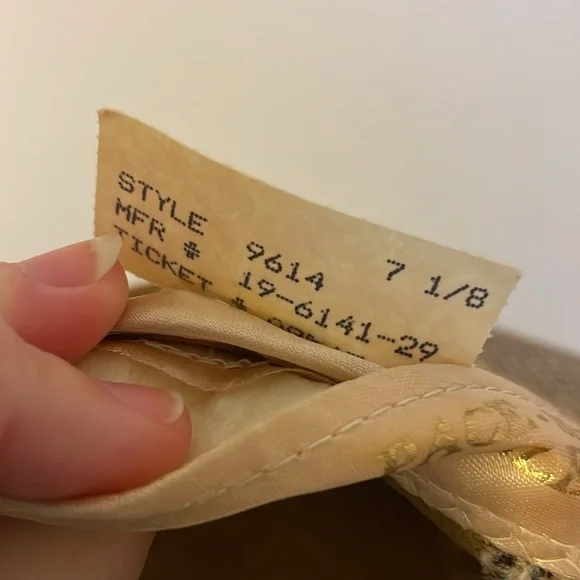 STYLE 9614 7 1/8
MFR # 19-6141-29
TICKET #